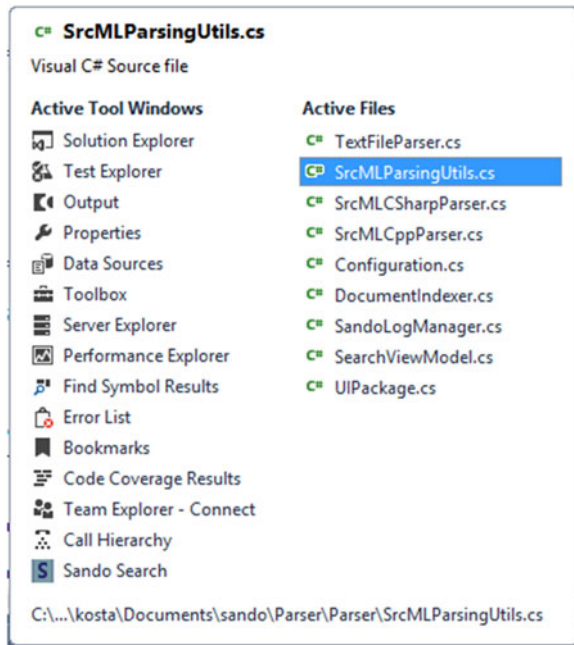 C# SrcMLParsingUtils.cs
Visual C# Source file
Active Tool Windows
Solution Explorer
Test Explorer
Output
Properties
Data Sources
Toolbox
Server Explorer
Performance Explorer
Find Symbol Results
Error List
Bookmarks
Code Coverage Results
Team Explorer - Connect
Call Hierarchy
S Sando Search
Active Files
C# TextFileParser.cs
C# SrcMLParsingUtils.cs
C# SrcMLCSharpParser.cs
C# SrcMLCppParser.cs
C# Configuration.cs
C# DocumentIndexer.cs
C# SandoLogManager.cs
C# SearchViewModel.cs
C# UIPackage.cs
C:\...\kosta\Documents\sando\Parser\Parser\SrcMLParsingUtils.cs